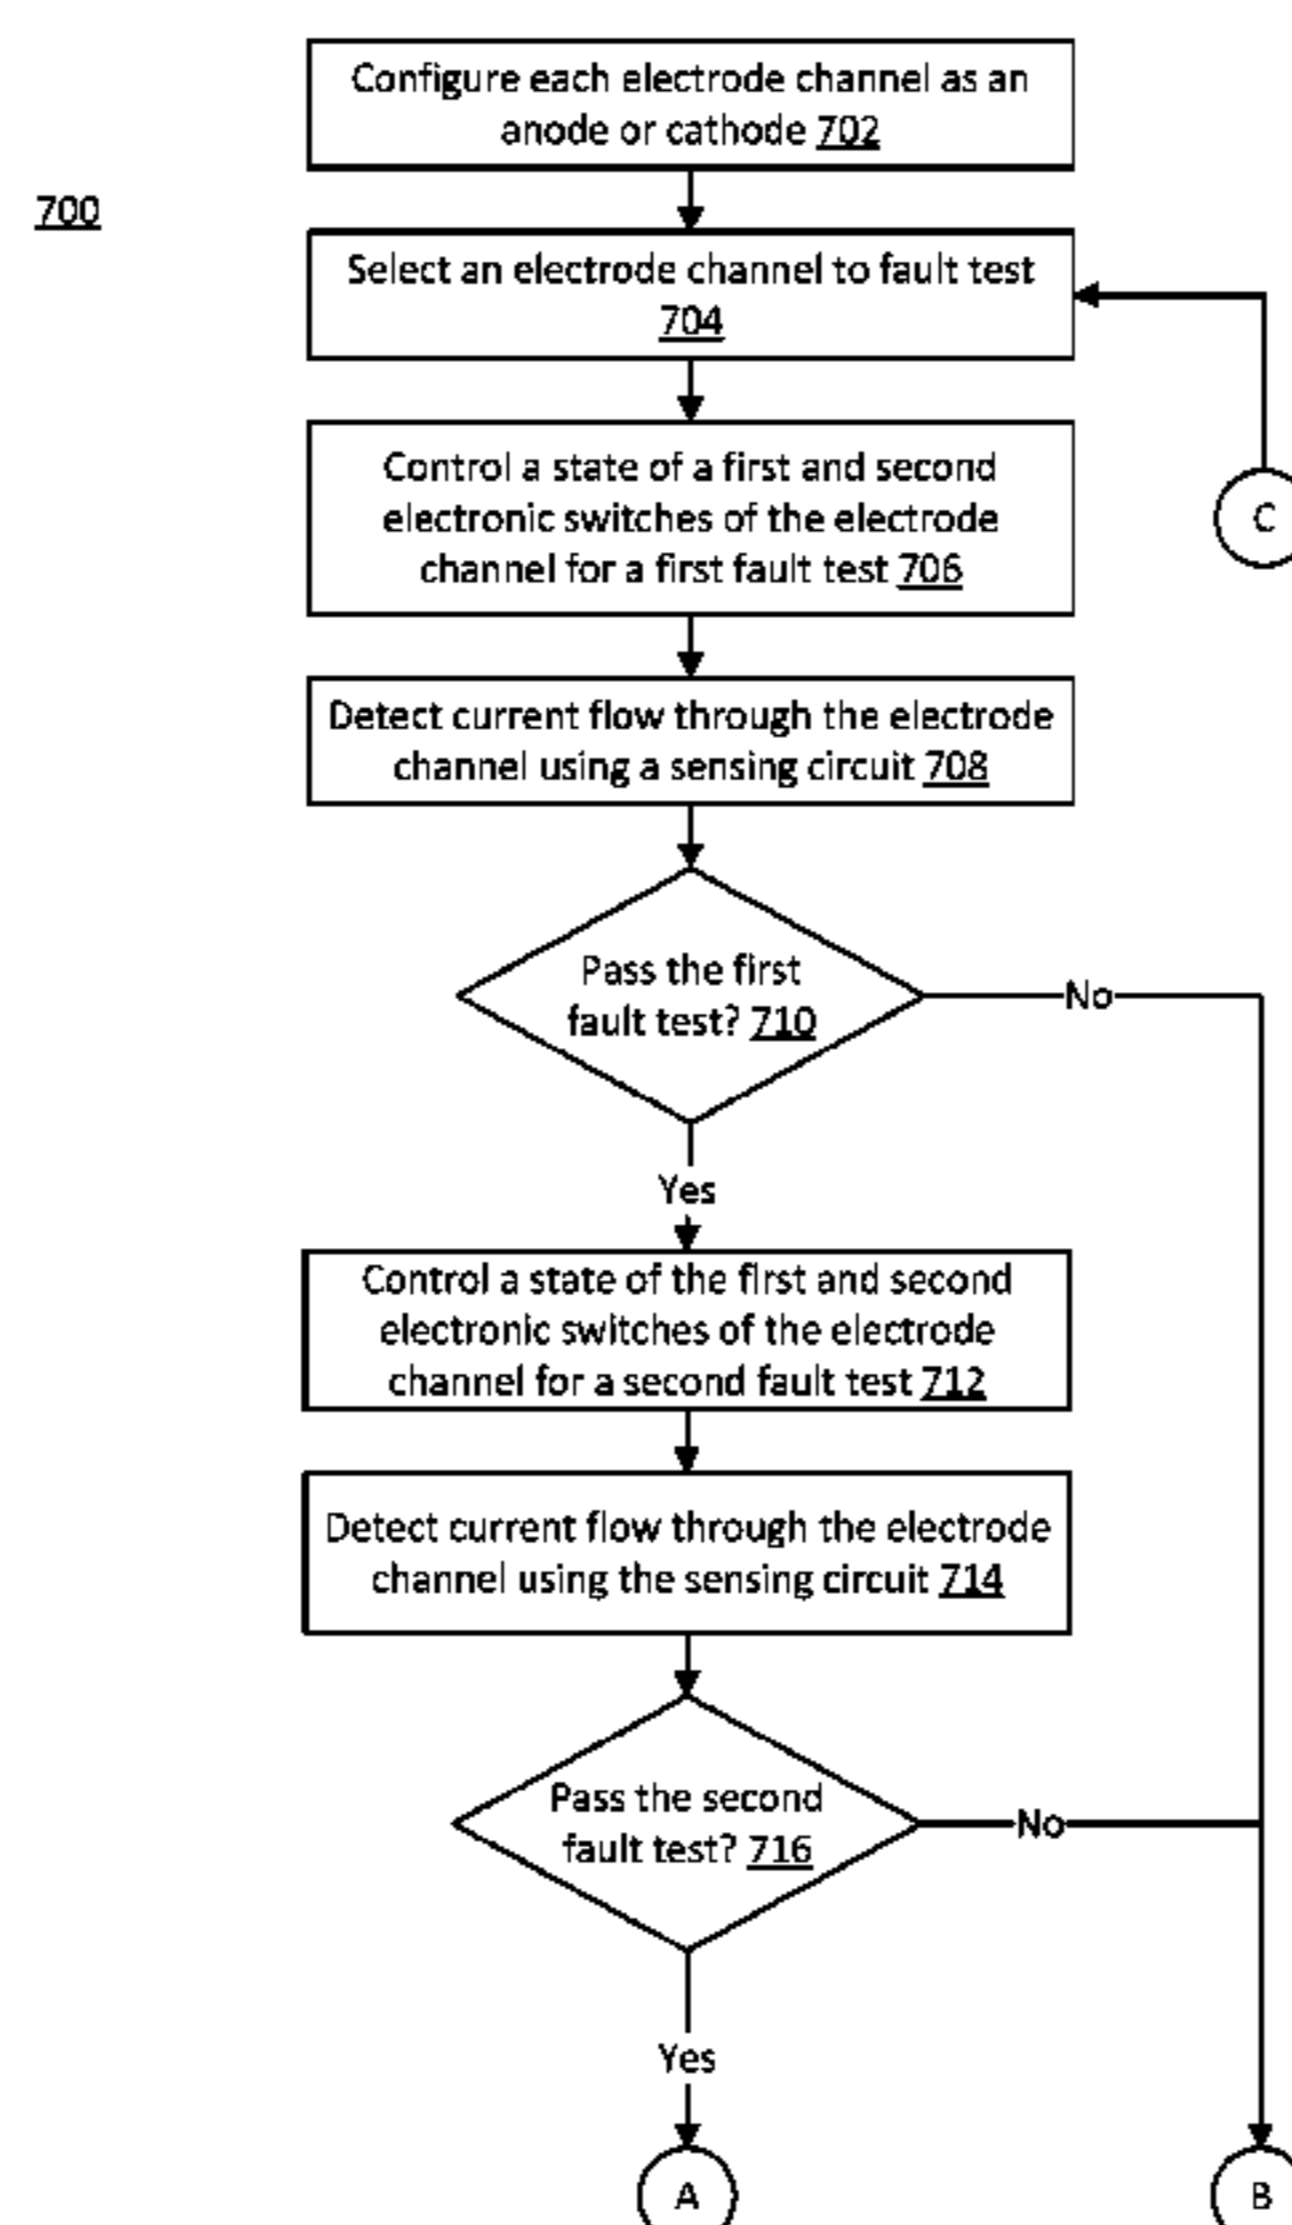 Configure each electrode channel as an
anode or cathode 702
700
Select an electrode channel to fault test
704
Control a state of a first and second
electronic switches of the electrode
channel for a first fault test 706
C
Detect current flow through the electrode
channel using a sensing circuit 708
Pass the first
fault test? 710
No
Yes
Control a state of the first and second
electronic switches of the electrode
channel for a second fault test 712
Detect current flow through the electrode
channel using the sensing circuit 714
Pass the second
fault test? 716
No
Yes
A
B